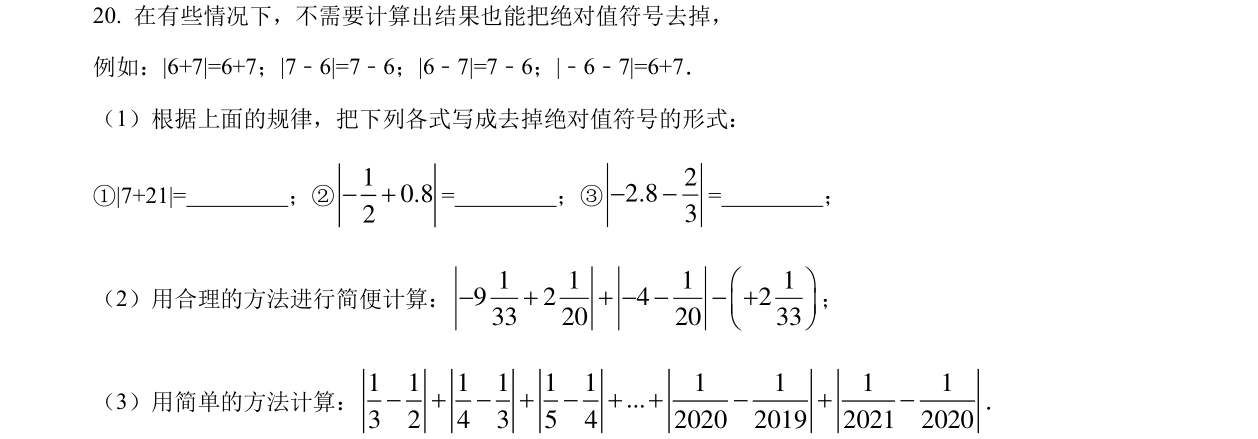 20. 在有些情况下，不需要计算出结果也能把绝对值符号去掉，
例如：|6+7|=6+7；|7﹣6|=7﹣6；|6﹣7|=7﹣6；|﹣6﹣7|=6+7．
（1）根据上面的规律，把下列各式写成去掉绝对值符号的形式：
①|7+21|=_________；②|−1/2+0.8|=_________；③|−2.8−2/3|=_________；
（2）用合理的方法进行简便计算：|−9 1/33+2 1/20|+|−4−1/20|−(+2 1/33)；
（3）用简单的方法计算：|1/3−1/2|+|1/4−1/3|+|1/5−1/4|+...+|1/2020−1/2019|+|1/2021−1/2020|．